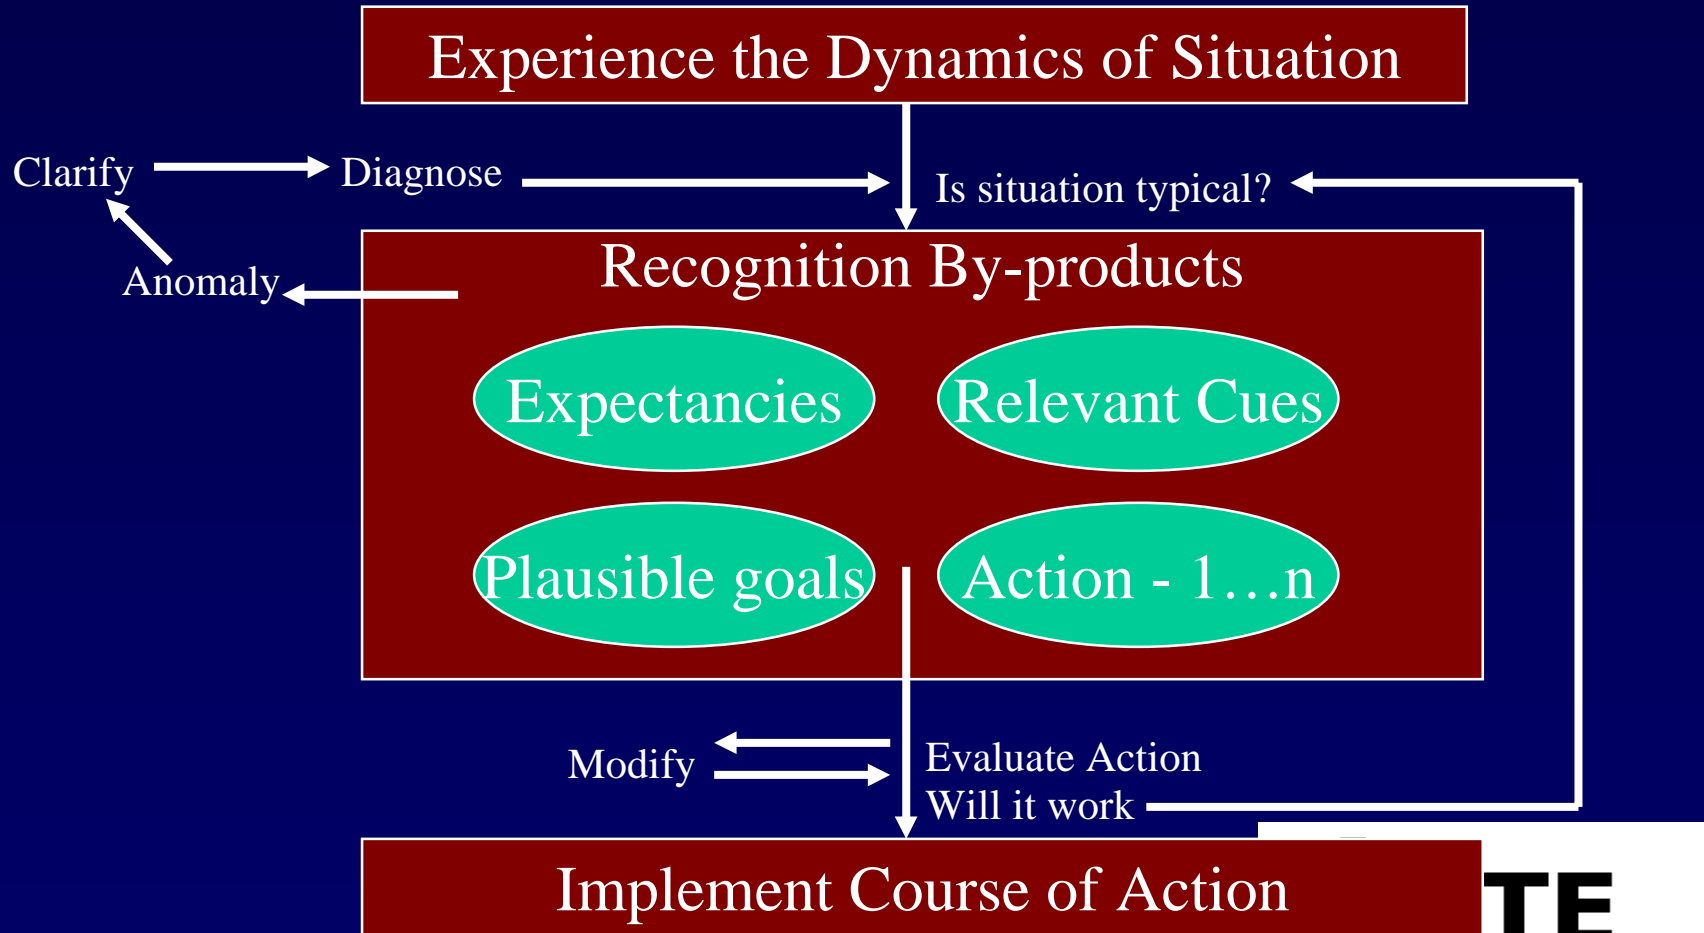 Experience the Dynamics of Situation
Clarify
Diagnose
Is situation typical?
Anomaly
Recognition By-products
Expectancies
Relevant Cues
Plausible goals
Action - 1…n
Modify
Evaluate Action
Will it work
Implement Course of Action
TE